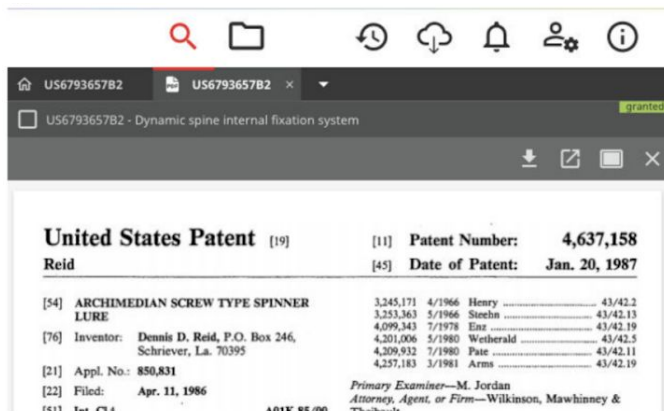 US6793657B2
PDF US6793657B2 ×
US6793657B2 - Dynamic spine internal fixation system
granted
United States Patent [19]
Reid
[11] Patent Number: 4,637,158
[45] Date of Patent: Jan. 20, 1987
[54] ARCHIMEDIAN SCREW TYPE SPINNER
LURE
[76] Inventor: Dennis D. Reid, P.O. Box 246,
Schriever, La. 70395
[21] Appl. No.: 850,831
[22] Filed: Apr. 11, 1986
3,245,171 4/1966 Henry ........ 43/42.2
3,253,363 5/1966 Steehn ........ 43/42.13
4,099,343 7/1978 Enz ........ 43/42.19
4,201,006 5/1980 Wetherald ........ 43/42.5
4,209,932 7/1980 Pate ........ 43/42.11
4,257,183 3/1981 Arms ........ 43/42.19
Primary Examiner—M. Jordan
Attorney, Agent, or Firm—Wilkinson, Mawhinney &